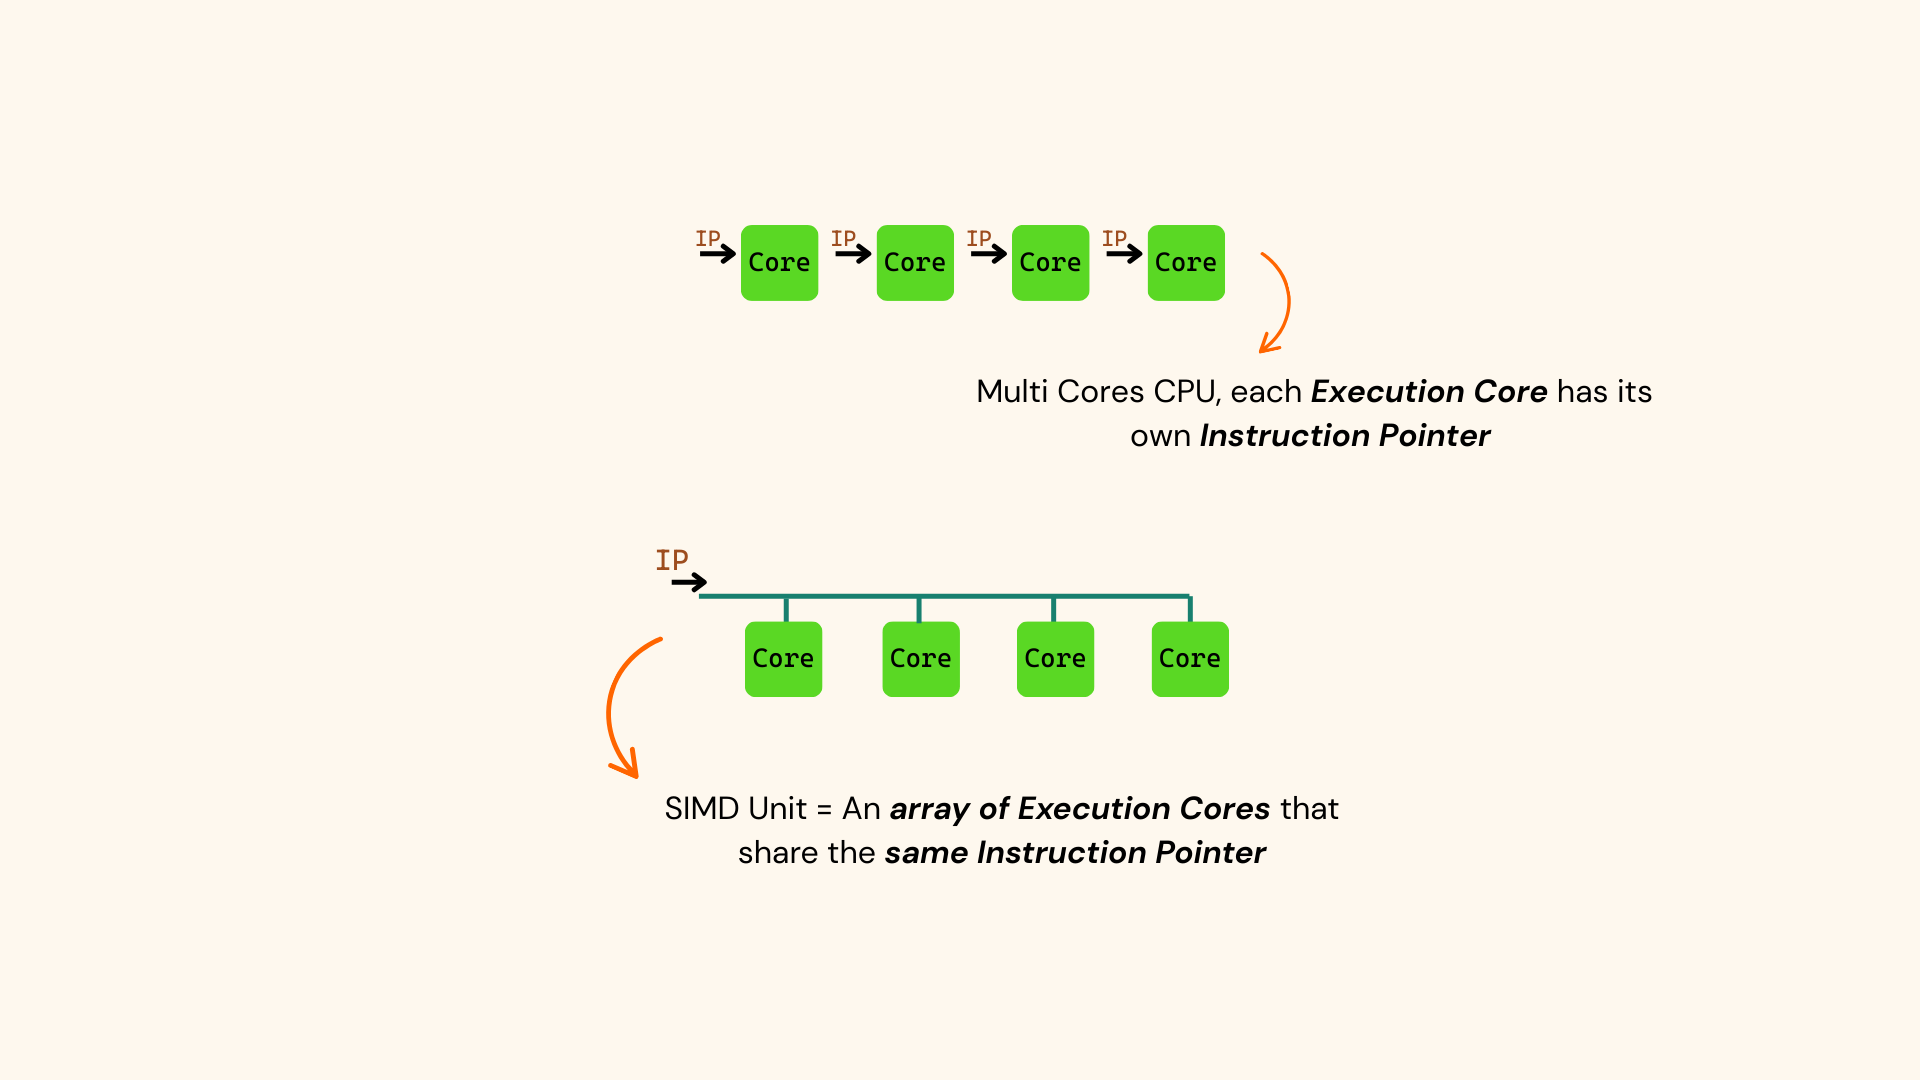 IP IP IP IP
Core Core Core Core
Multi Cores CPU, each Execution Core has its
own Instruction Pointer
IP
Core Core Core Core
SIMD Unit = An array of Execution Cores that
share the same Instruction Pointer